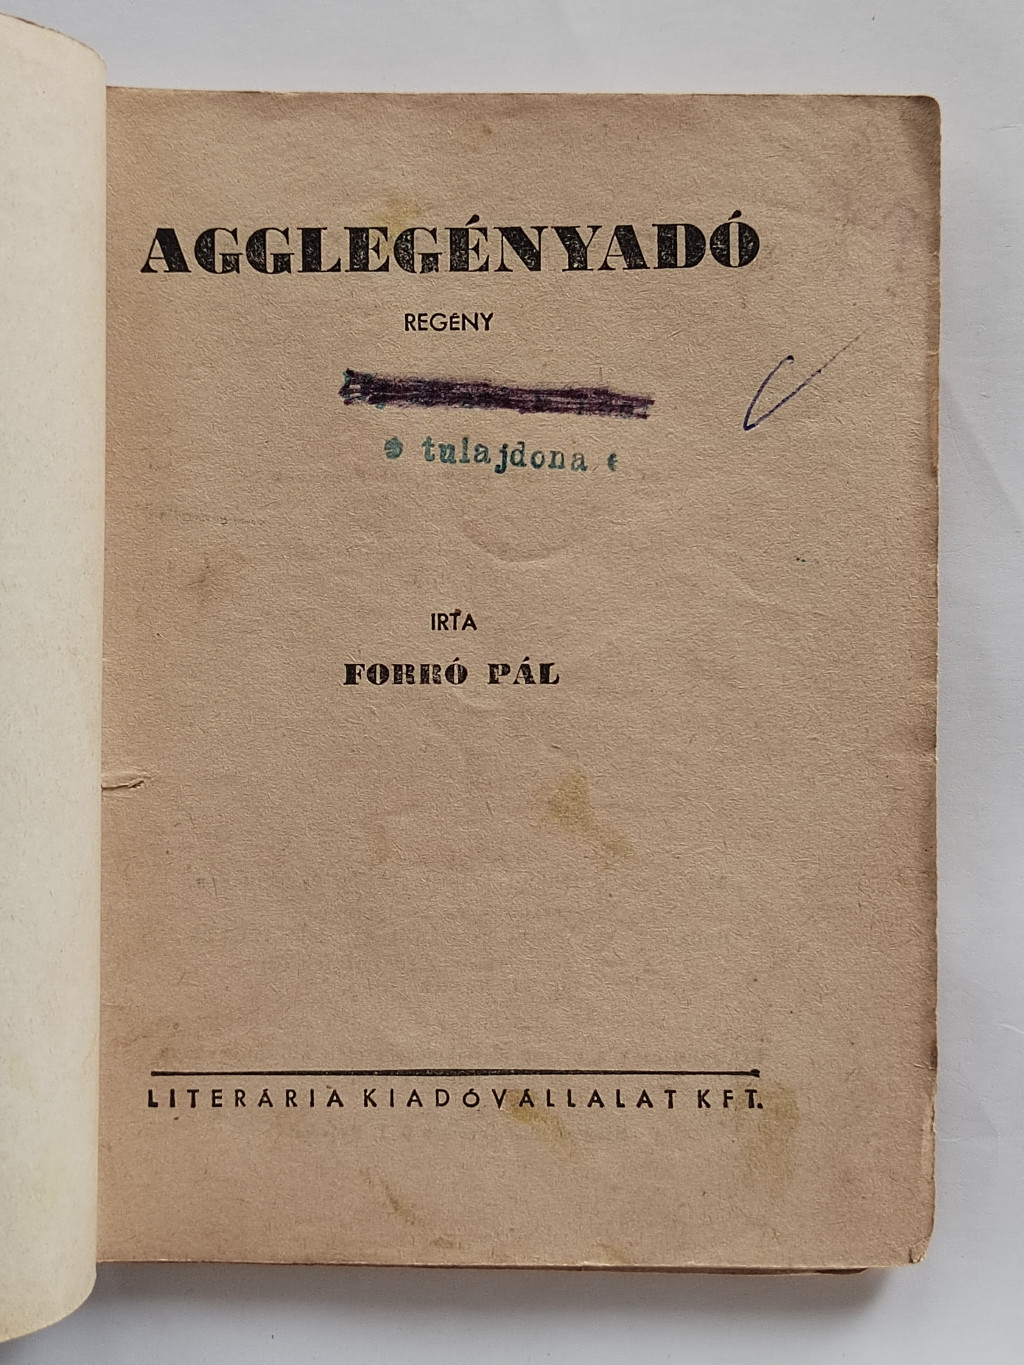 AGGLEGÉNYADÓ
REGÉNY
tulajdona
IRTA
FORRÓ PÁL
LITERÁRIA KIADÓVÁLLALAT KFT.